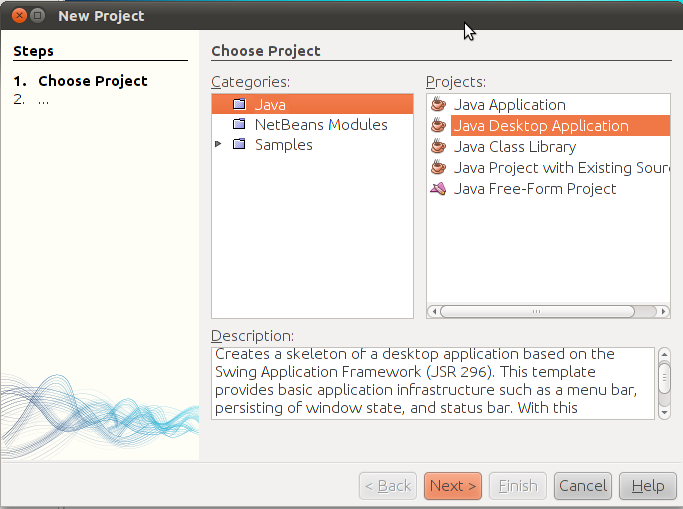 New Project
Steps
1. Choose Project
2. ...
Choose Project
Categories:
Java
NetBeans Modules
Samples
Projects:
Java Application
Java Desktop Application
Java Class Library
Java Project with Existing Sour
Java Free-Form Project
Description:
Creates a skeleton of a desktop application based on the
Swing Application Framework (JSR 296). This template
provides basic application infrastructure such as a menu bar,
persisting of window state, and status bar. With this
< Back
Next >
Finish
Cancel
Help